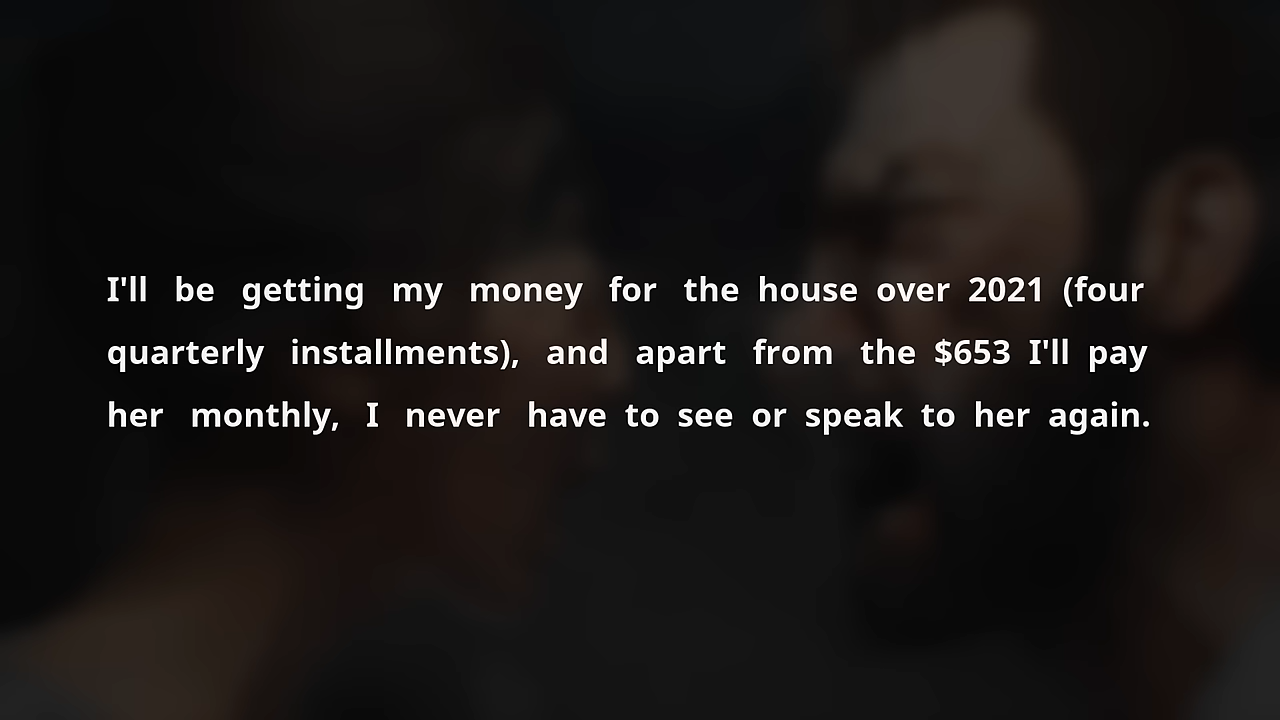 I'll be getting my money for the house over 2021 (four
quarterly installments), and apart from the $653 I'll pay
her monthly, I never have to see or speak to her again.